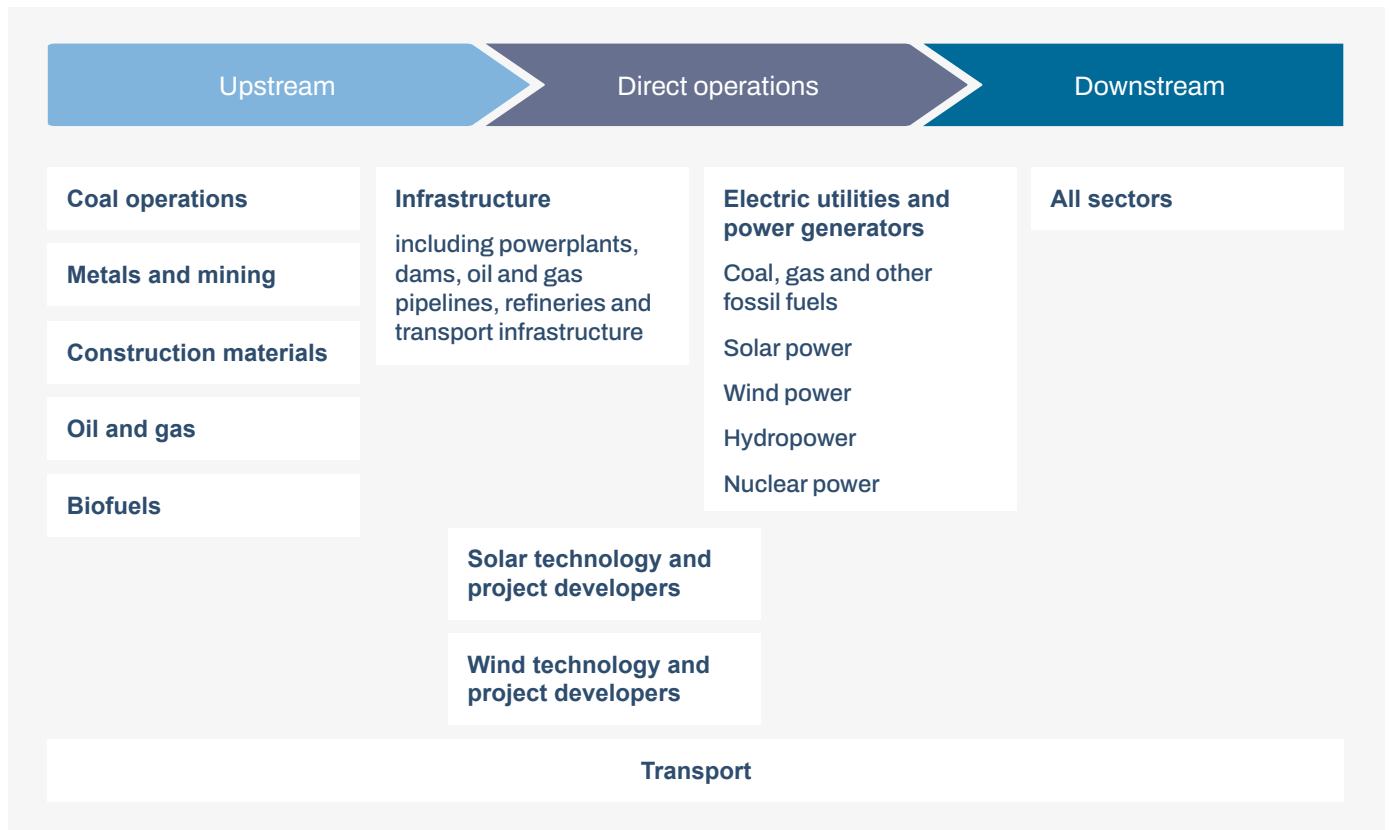 Upstream
Direct operations
Downstream
Coal operations
Metals and mining
Construction materials
Oil and gas
Biofuels
Infrastructure
including powerplants,
dams, oil and gas
pipelines, refineries and
transport infrastructure
Electric utilities and
power generators
Coal, gas and other
fossil fuels
Solar power
Wind power
Hydropower
Nuclear power
All sectors
Solar technology and
project developers
Wind technology and
project developers
Transport